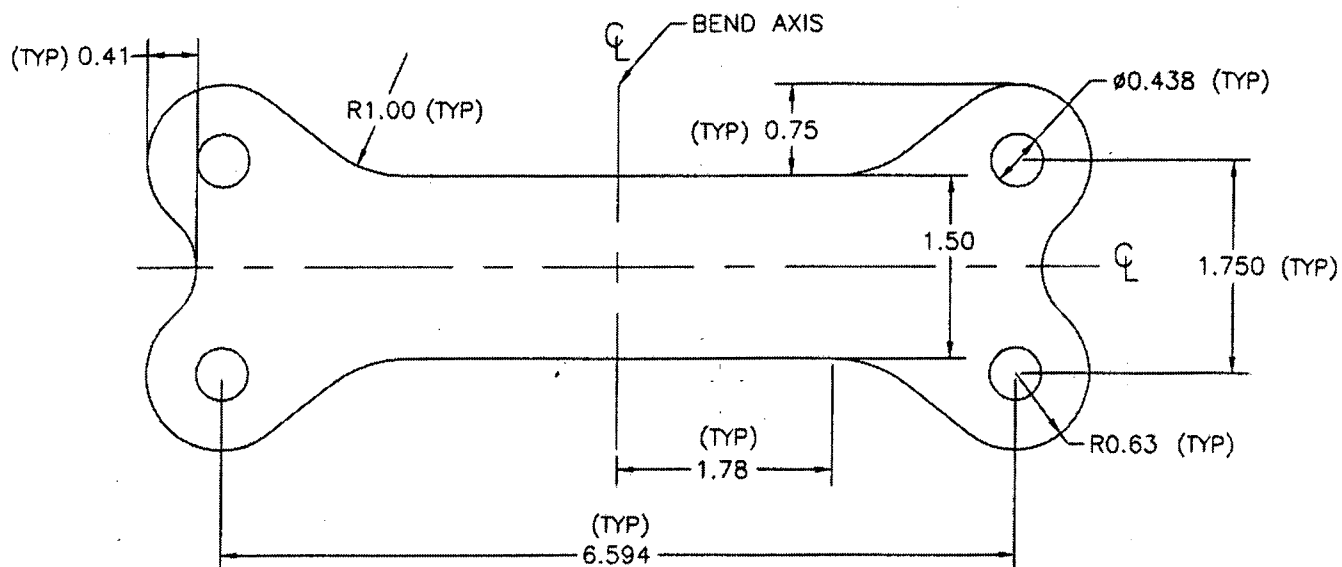 BEND AXIS
(TYP) 0.41
R1.00 (TYP)
(TYP) 0.75
ø0.438 (TYP)
1.50
1.750 (TYP)
(TYP)
1.78
R0.63 (TYP)
(TYP)
6.594